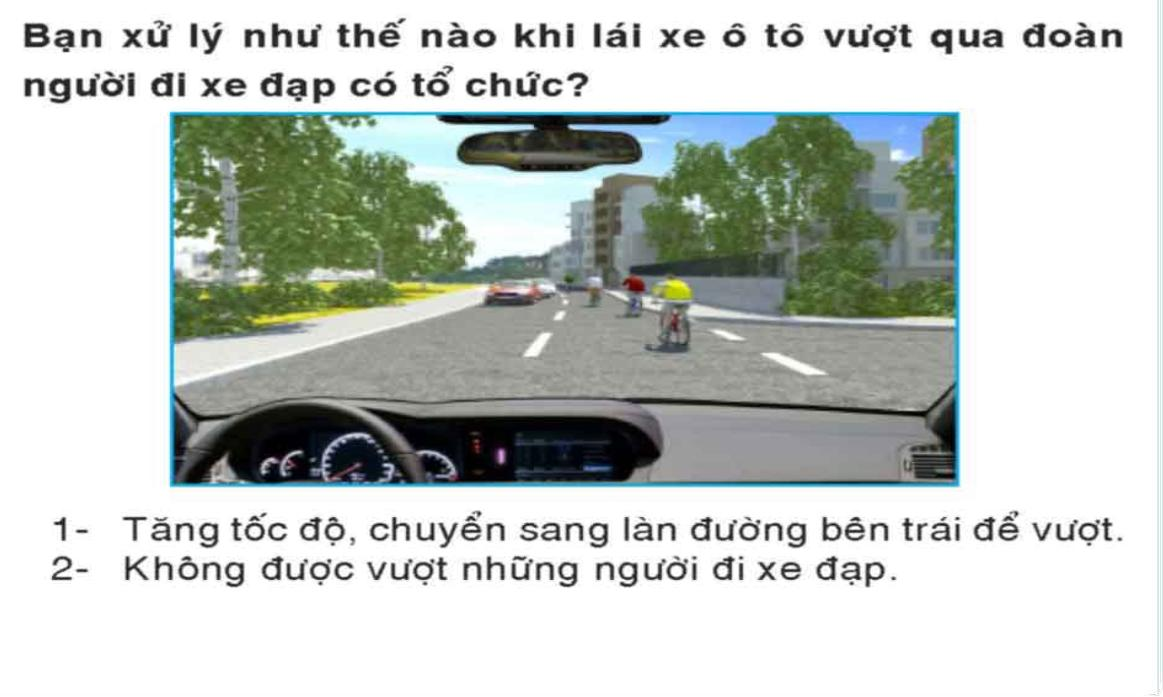 Bạn xử lý như thế nào khi lái xe ô tô vượt qua đoàn
người đi xe đạp có tổ chức?
1- Tăng tốc độ, chuyển sang làn đường bên trái để vượt.
2- Không được vượt những người đi xe đạp.